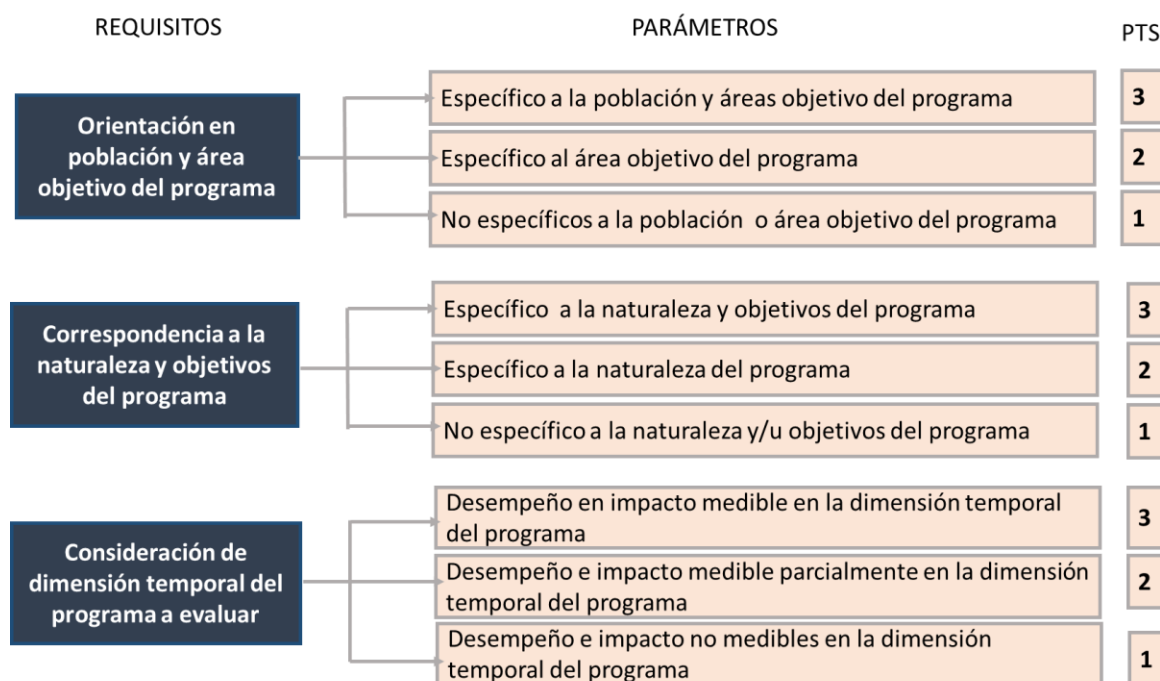 REQUISITOS
PARÁMETROS
PTS
Orientación en
población y área
objetivo del programa
Específico a la población y áreas objetivo del programa
3
Específico al área objetivo del programa
2
No específicos a la población o área objetivo del programa
1
Correspondencia a la
naturaleza y objetivos
del programa
Específico a la naturaleza y objetivos del programa
3
Específico a la naturaleza del programa
2
No específico a la naturaleza y/u objetivos del programa
1
Consideración de
dimensión temporal del
programa a evaluar
Desempeño en impacto medible en la dimensión temporal
del programa
3
Desempeño e impacto medible parcialmente en la dimensión
temporal del programa
2
Desempeño e impacto no medibles en la dimensión
temporal del programa
1